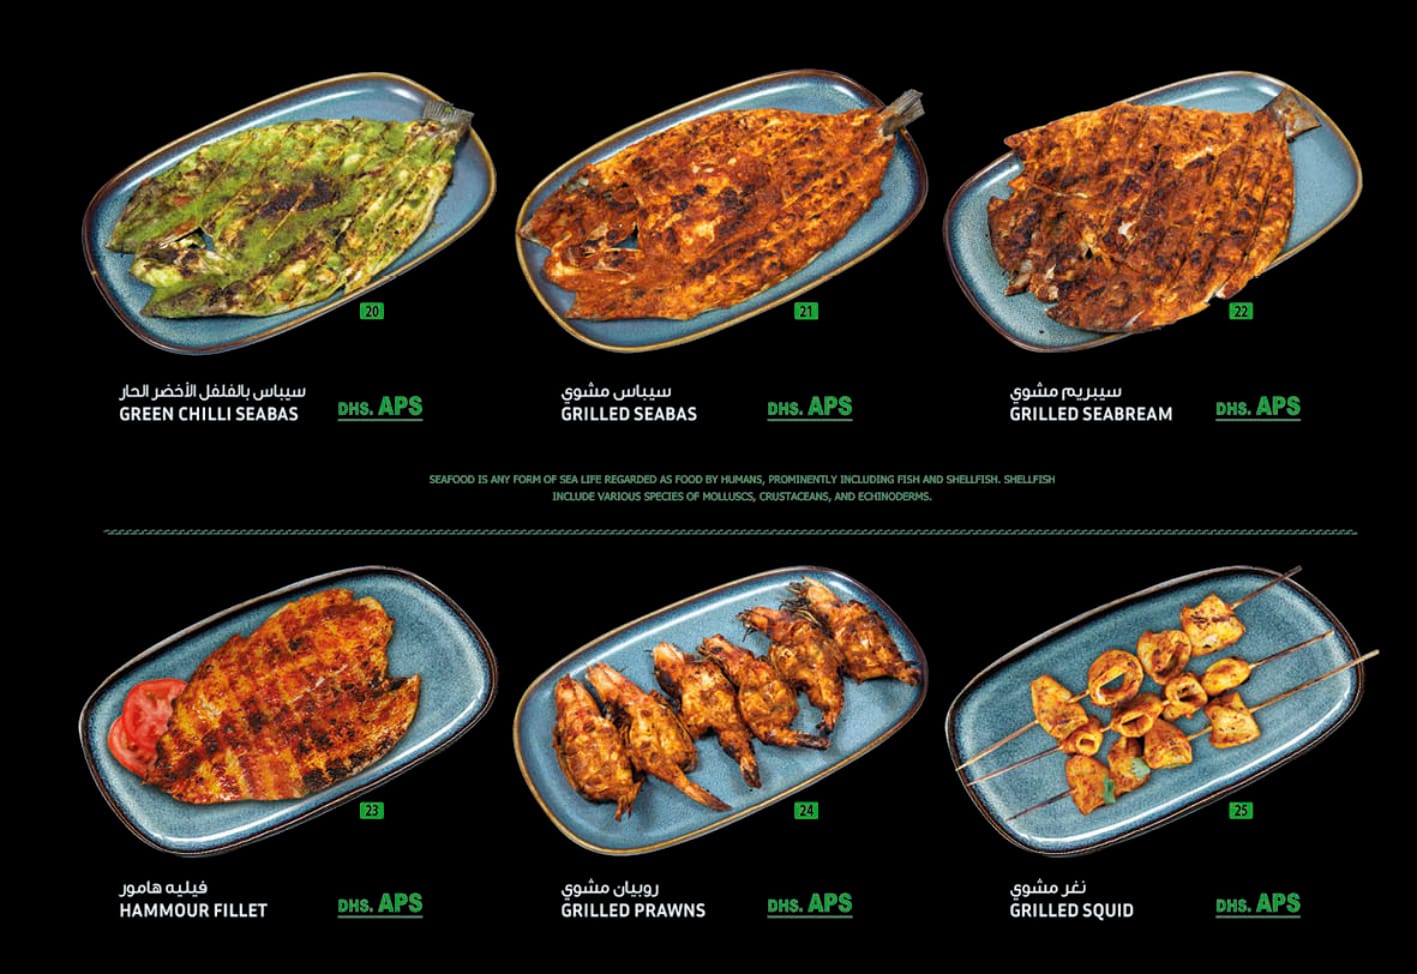 20
21
22
سيباس بالفلفل الأخضر الحار
GREEN CHILLI SEABAS
DHS. APS
سيباس مشوي
GRILLED SEABAS
DHS. APS
سيبريم مشوي
GRILLED SEABREAM
DHS. APS
SEAFOOD IS ANY FORM OF SEA LIFE REGARDED AS FOOD BY HUMANS, PROMINENTLY INCLUDING FISH AND SHELLFISH. SHELLFISH
INCLUDE VARIOUS SPECIES OF MOLLUSCS, CRUSTACEANS, AND ECHINODERMS.
23
24
25
فيليه هامور
HAMMOUR FILLET
DHS. APS
روبيان مشوي
GRILLED PRAWNS
DHS. APS
نغر مشوي
GRILLED SQUID
DHS. APS